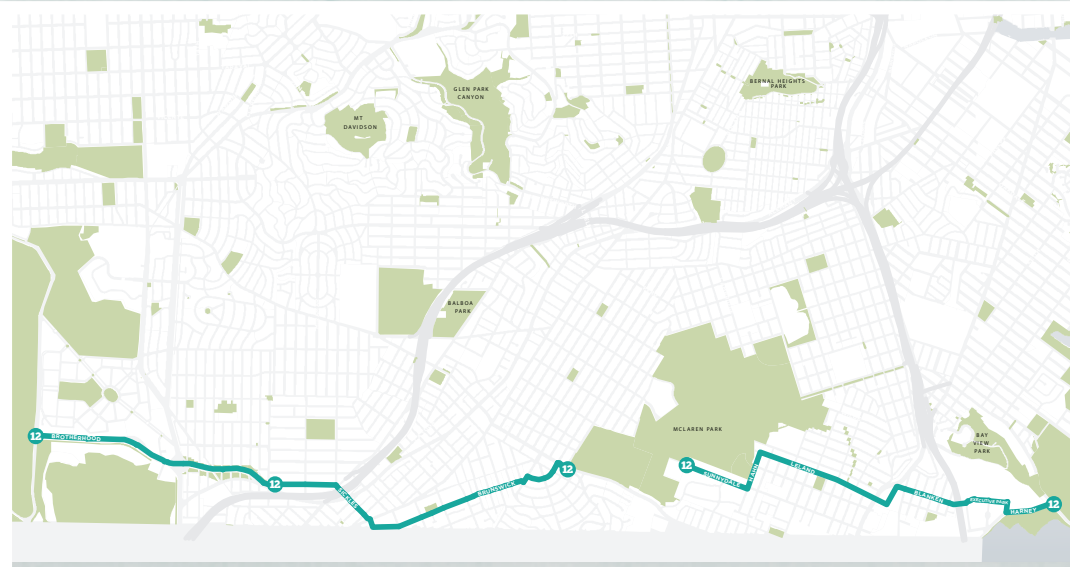 BERNAL HEIGHTS
PARK
GLEN PARK
CANYON
MT
DAVIDSON
BALBOA
PARK
MCLAREN PARK
BAY
VIEW
PARK
12
BROTHERHOOD
12
SICKLES
BRUNSWICK
12
12
SUNNYDALE
HAHN
LELAND
BLANKEN
EXECUTIVE PARK
HARNEY
12